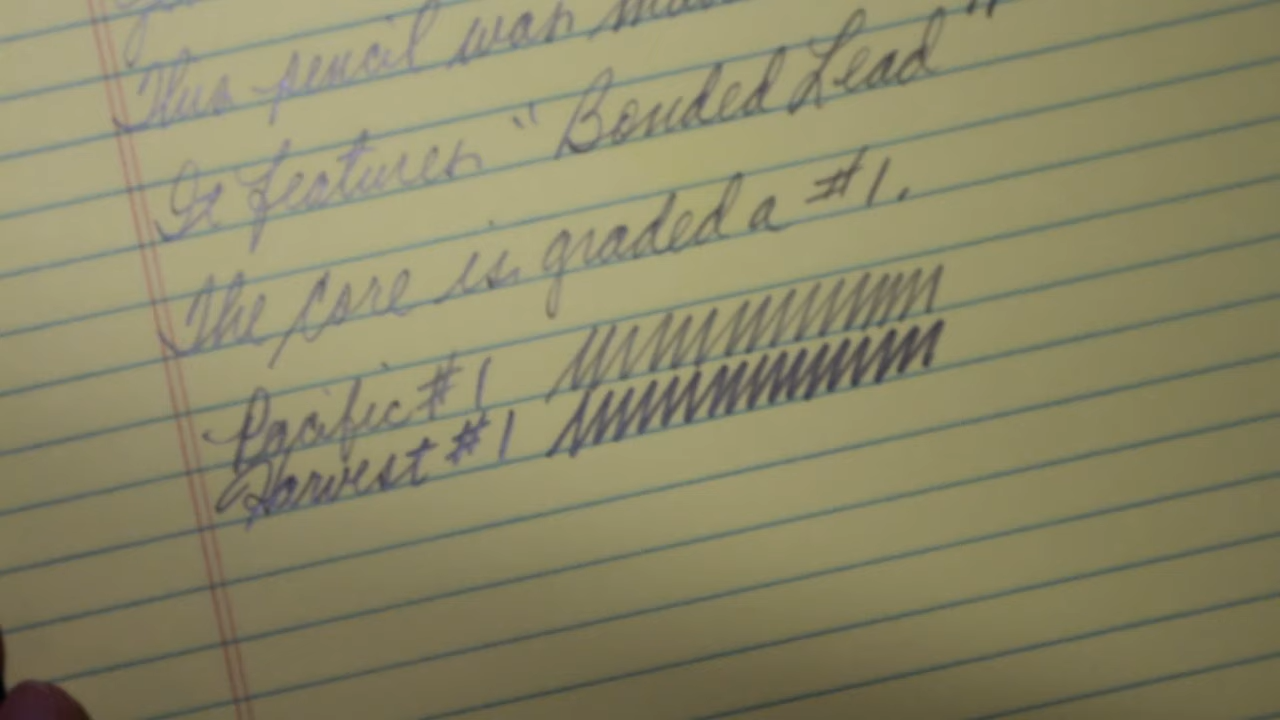 This pencil was
It features "Bonded Lead"
The core is graded a #1.
Pacific #1
Harvest #1